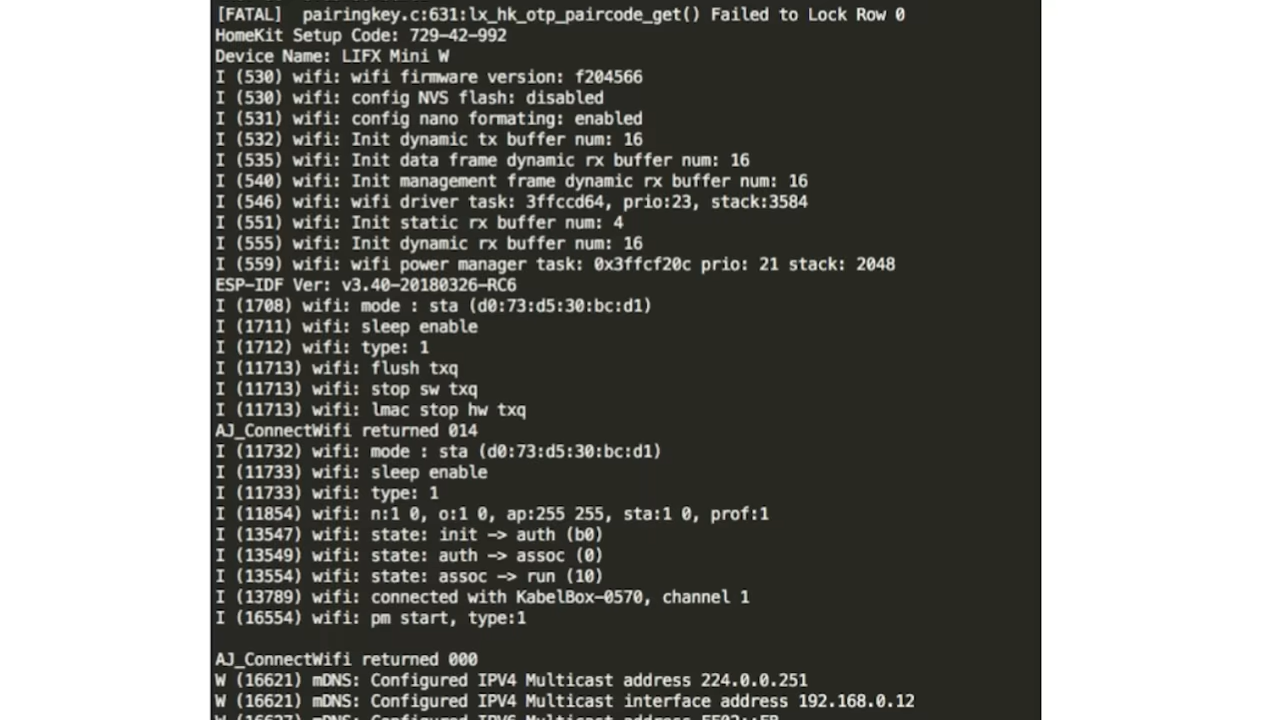 [FATAL]  pairingkey.c:631:lx_hk_otp_paircode_get() Failed to Lock Row 0
HomeKit Setup Code: 729-42-992
Device Name: LIFX Mini W
I (530) wifi: wifi firmware version: f204566
I (530) wifi: config NVS flash: disabled
I (531) wifi: config nano formating: enabled
I (532) wifi: Init dynamic tx buffer num: 16
I (535) wifi: Init data frame dynamic rx buffer num: 16
I (540) wifi: Init management frame dynamic rx buffer num: 16
I (546) wifi: wifi driver task: 3ffccd64, prio:23, stack:3584
I (551) wifi: Init static rx buffer num: 4
I (555) wifi: Init dynamic rx buffer num: 16
I (559) wifi: wifi power manager task: 0x3ffcf20c prio: 21 stack: 2048
ESP-IDF Ver: v3.40-20180326-RC6
I (1708) wifi: mode : sta (d0:73:d5:30:bc:d1)
I (1711) wifi: sleep enable
I (1712) wifi: type: 1
I (11713) wifi: flush txq
I (11713) wifi: stop sw txq
I (11713) wifi: lmac stop hw txq
AJ_ConnectWifi returned 014
I (11732) wifi: mode : sta (d0:73:d5:30:bc:d1)
I (11733) wifi: sleep enable
I (11733) wifi: type: 1
I (11854) wifi: n:1 0, o:1 0, ap:255 255, sta:1 0, prof:1
I (13547) wifi: state: init -> auth (b0)
I (13549) wifi: state: auth -> assoc (0)
I (13554) wifi: state: assoc -> run (10)
I (13789) wifi: connected with KabelBox-0570, channel 1
I (16554) wifi: pm start, type:1
AJ_ConnectWifi returned 000
W (16621) mDNS: Configured IPV4 Multicast address 224.0.0.251
W (16621) mDNS: Configured IPV4 Multicast interface address 192.168.0.12